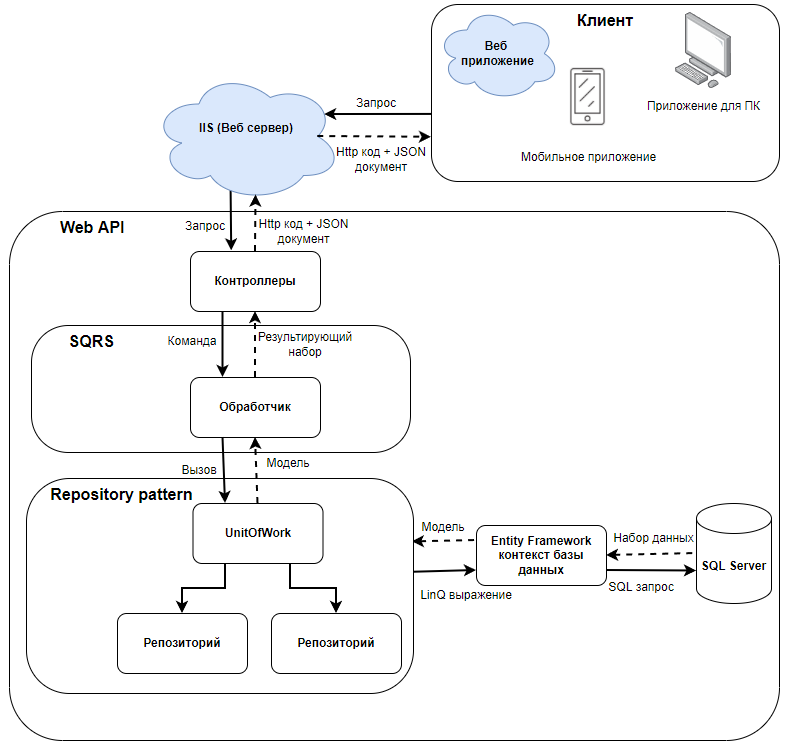 Клиент
Веб
приложение
Приложение для ПК
Мобильное приложение
Запрос
IIS (Веб сервер)
Http код + JSON
документ
Web API
Запрос
Http код + JSON
документ
Контроллеры
SQRS
Команда
Результирующий
набор
Обработчик
Вызов
Модель
Repository pattern
UnitOfWork
Репозиторий
Репозиторий
Модель
LinQ выражение
Entity Framework
контекст базы
данных
Набор данных
SQL запрос
SQL Server